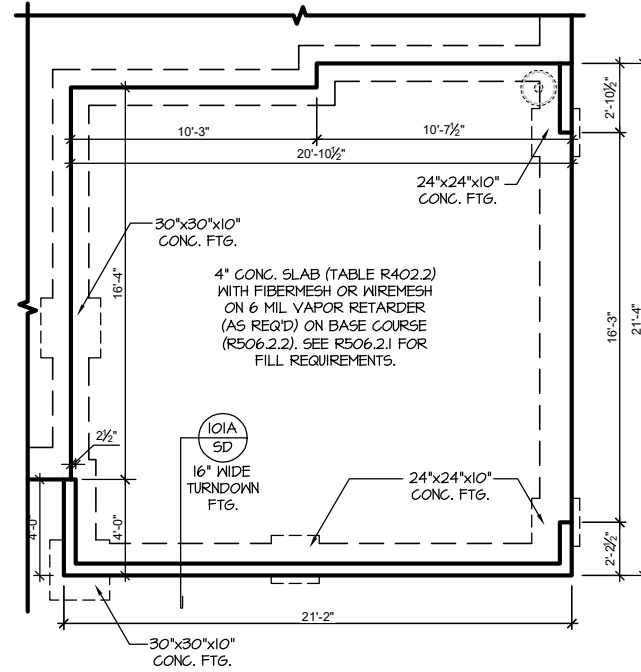 2'-10½"
10'-3"
10'-7½"
20'-10½"
24"x24"x10"
CONC. FTG.
30"x30"x10"
CONC. FTG.
16'-4"
4" CONC. SLAB (TABLE R402.2)
WITH FIBERMESH OR WIREMESH
ON 6 MIL VAPOR RETARDER
(AS REQ'D) ON BASE COURSE
(R506.2.2). SEE R506.2.1 FOR
FILL REQUIREMENTS.
16'-3"
21'-4"
2½"
101A
SD
16" WIDE
TURNDOWN
FTG.
24"x24"x10"
CONC. FTG.
4'-0"
4'-0"
2'-2½"
21'-2"
30"x30"x10"
CONC. FTG.